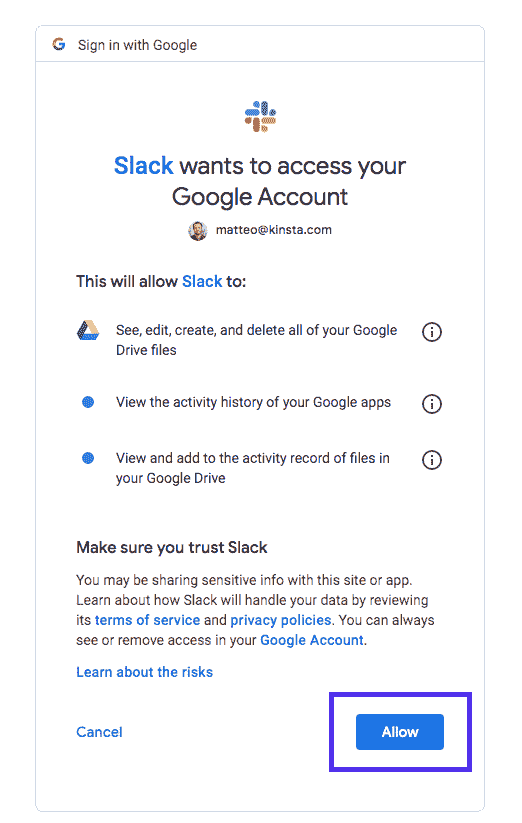 Sign in with Google
Slack wants to access your
Google Account
matteo@kinsta.com
This will allow Slack to:
See, edit, create, and delete all of your Google
Drive files
View the activity history of your Google apps
View and add to the activity record of files in
your Google Drive
Make sure you trust Slack
You may be sharing sensitive info with this site or app.
Learn about how Slack will handle your data by reviewing
its terms of service and privacy policies. You can always
see or remove access in your Google Account.
Learn about the risks
Cancel
Allow